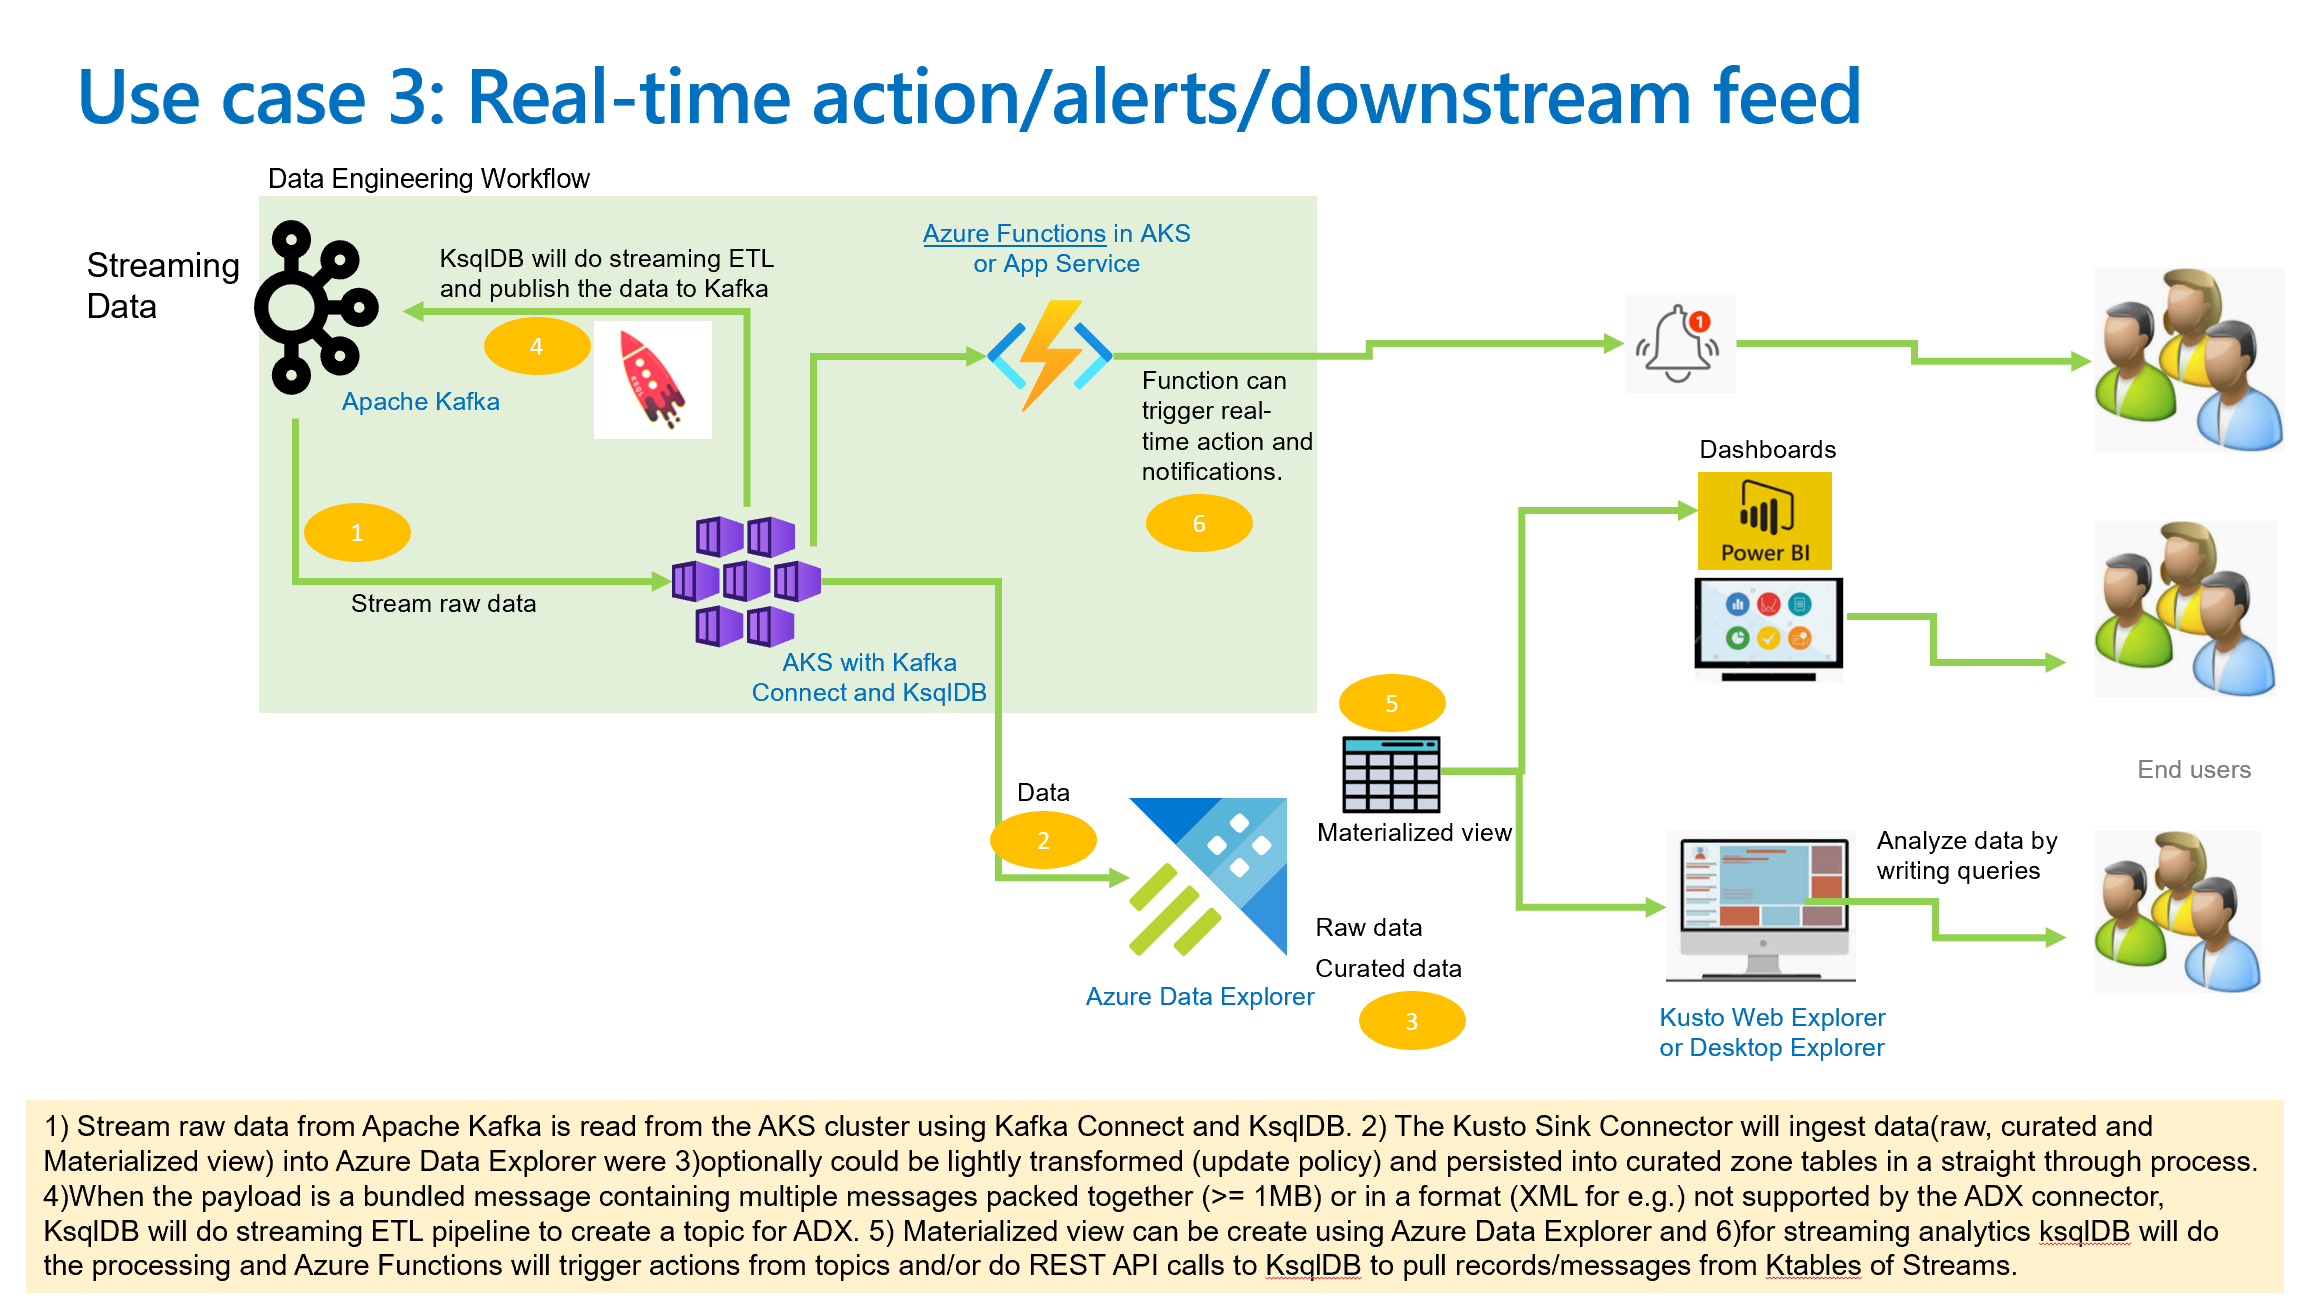 Use case 3: Real-time action/alerts/downstream feed
Data Engineering Workflow
Streaming
Data
KsqlDB will do streaming ETL
and publish the data to Kafka
4
KSQL
Apache Kafka
1
Stream raw data
AKS with Kafka
Connect and KsqlDB
Azure Functions in AKS
or App Service
Function can
trigger real-
time action and
notifications.
6
1
Dashboards
Power BI
5
Materialized view
Data
2
Azure Data Explorer
Raw data
Curated data
3
End users
Analyze data by
writing queries
Kusto Web Explorer
or Desktop Explorer
1) Stream raw data from Apache Kafka is read from the AKS cluster using Kafka Connect and KsqlDB. 2) The Kusto Sink Connector will ingest data(raw, curated and
Materialized view) into Azure Data Explorer were 3)optionally could be lightly transformed (update policy) and persisted into curated zone tables in a straight through process.
4)When the payload is a bundled message containing multiple messages packed together (>= 1MB) or in a format (XML for e.g.) not supported by the ADX connector,
KsqlDB will do streaming ETL pipeline to create a topic for ADX. 5) Materialized view can be create using Azure Data Explorer and 6)for streaming analytics ksqlDB will do
the processing and Azure Functions will trigger actions from topics and/or do REST API calls to KsqlDB to pull records/messages from Ktables of Streams.